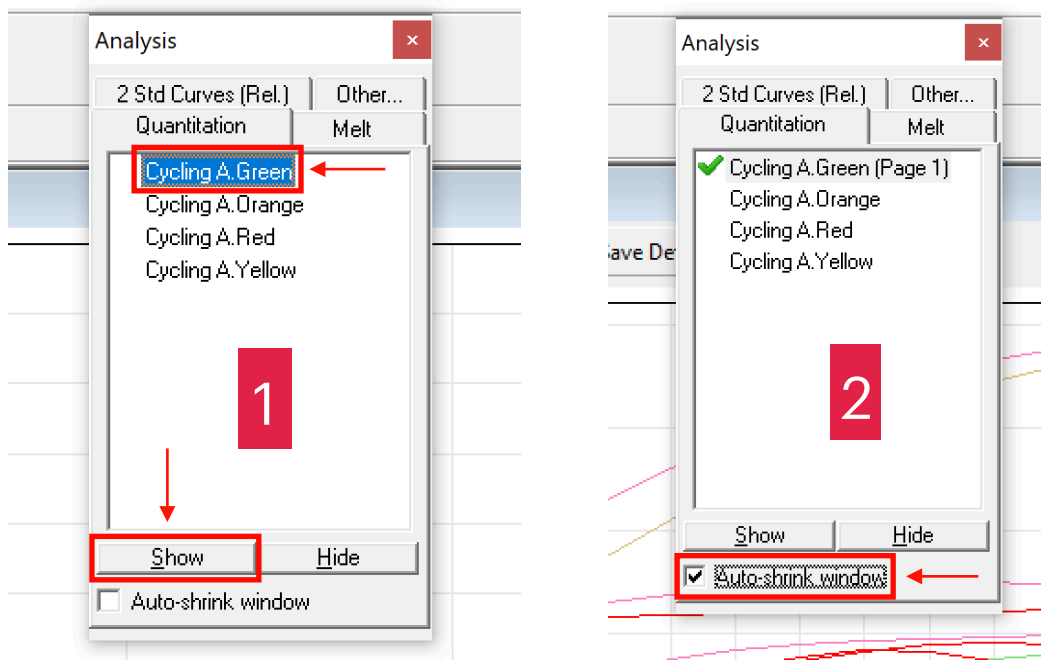 Analysis ×
2 Std Curves (Rel.) Other...
Quantitation Melt
Cycling A.Green
Cycling A.Orange
Cycling A.Red
Cycling A.Yellow
1
Show Hide
Auto-shrink window
Analysis ×
2 Std Curves (Rel.) Other...
Quantitation Melt
Cycling A.Green (Page 1)
Cycling A.Orange
Cycling A.Red
Cycling A.Yellow
ave De
2
Show Hide
Auto-shrink window